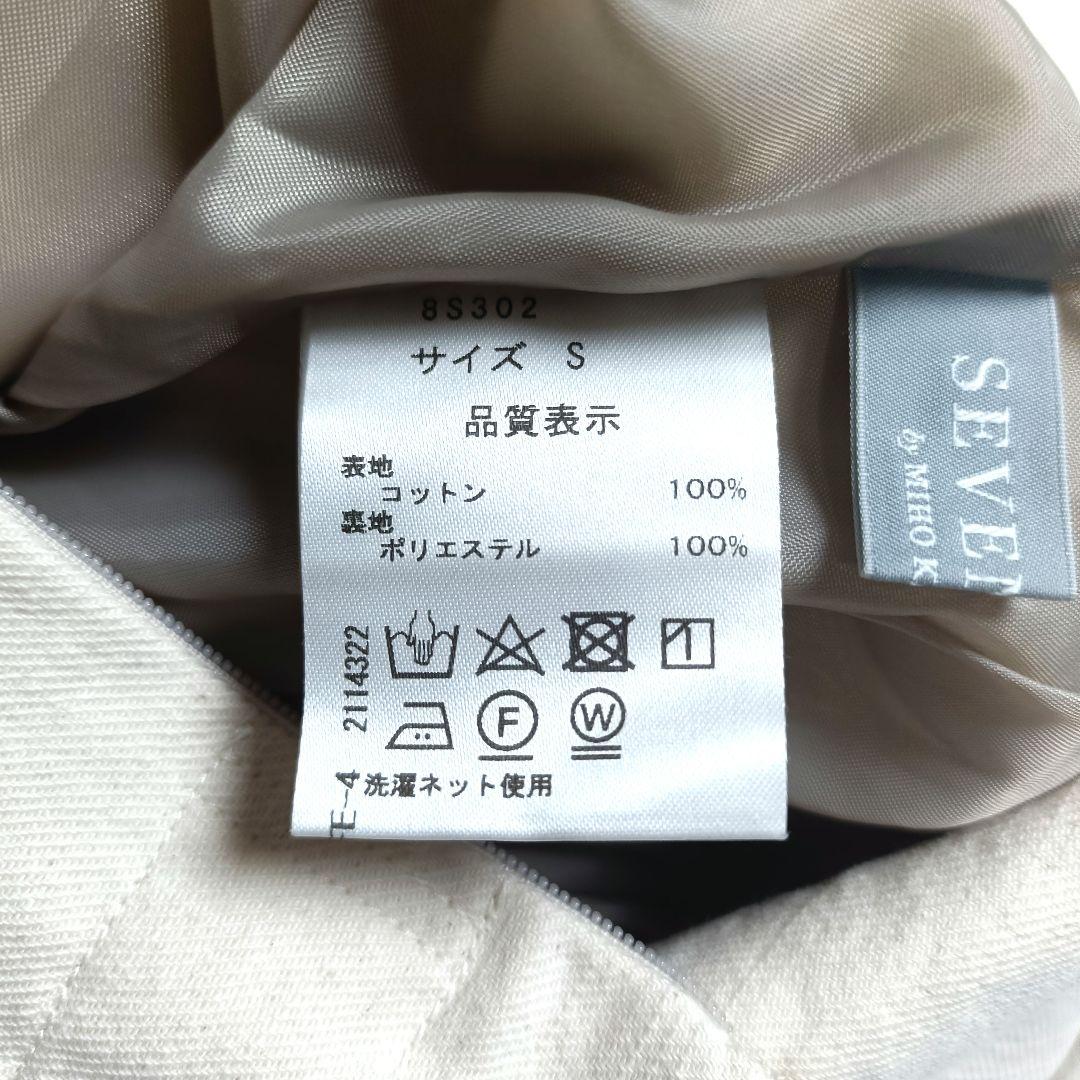 8S302
サイズ S
品質表示
表地
コットン 100%
裏地
ポリエステル 100%
2114322
F
W
洗濯ネット使用
SEVEN
by MIHO K